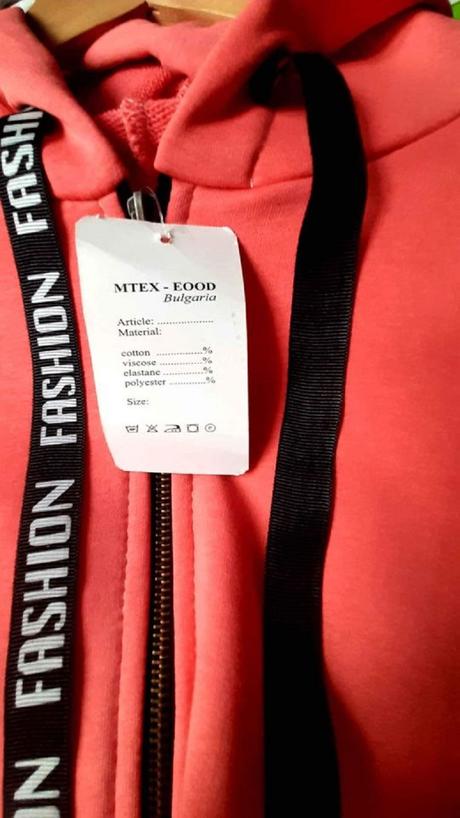 FASHION
FASHION
FASHION
MTEX - EOOD
Bulgaria
Article: ...................
Material:
cotton ................%
viscose ...............%
elastane ..............%
polyester ............%
Size: